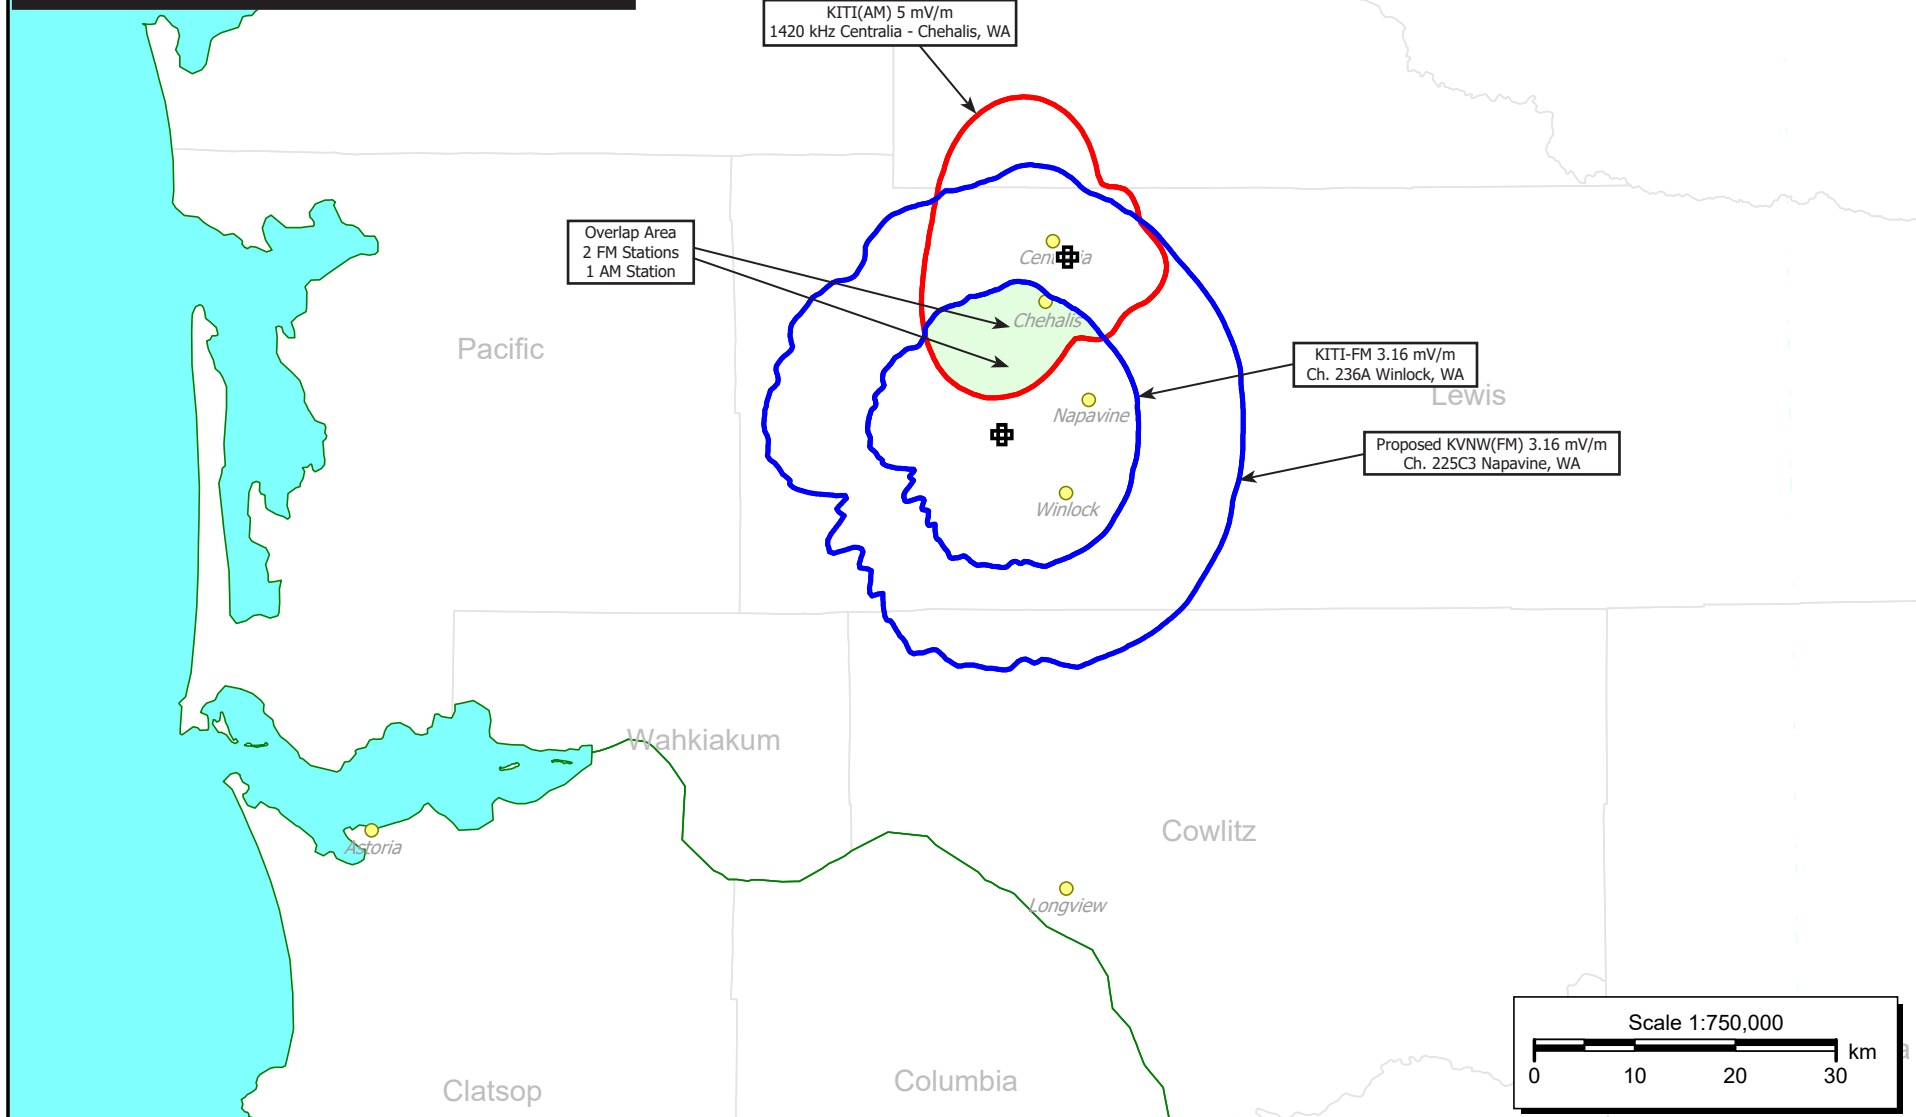 KITI(AM) 5 mV/m
1420 kHz Centralia - Chehalis, WA
Overlap Area
2 FM Stations
1 AM Station
Centralia
Chehalis
Pacific
KITI-FM 3.16 mV/m
Ch. 236A Winlock, WA
Lewis
Napavine
Proposed KVNW(FM) 3.16 mV/m
Ch. 225C3 Napavine, WA
Winlock
Wahkiakum
Cowlitz
Astoria
Longview
Scale 1:750,000
km
0 10 20 30
Columbia
Clatsop